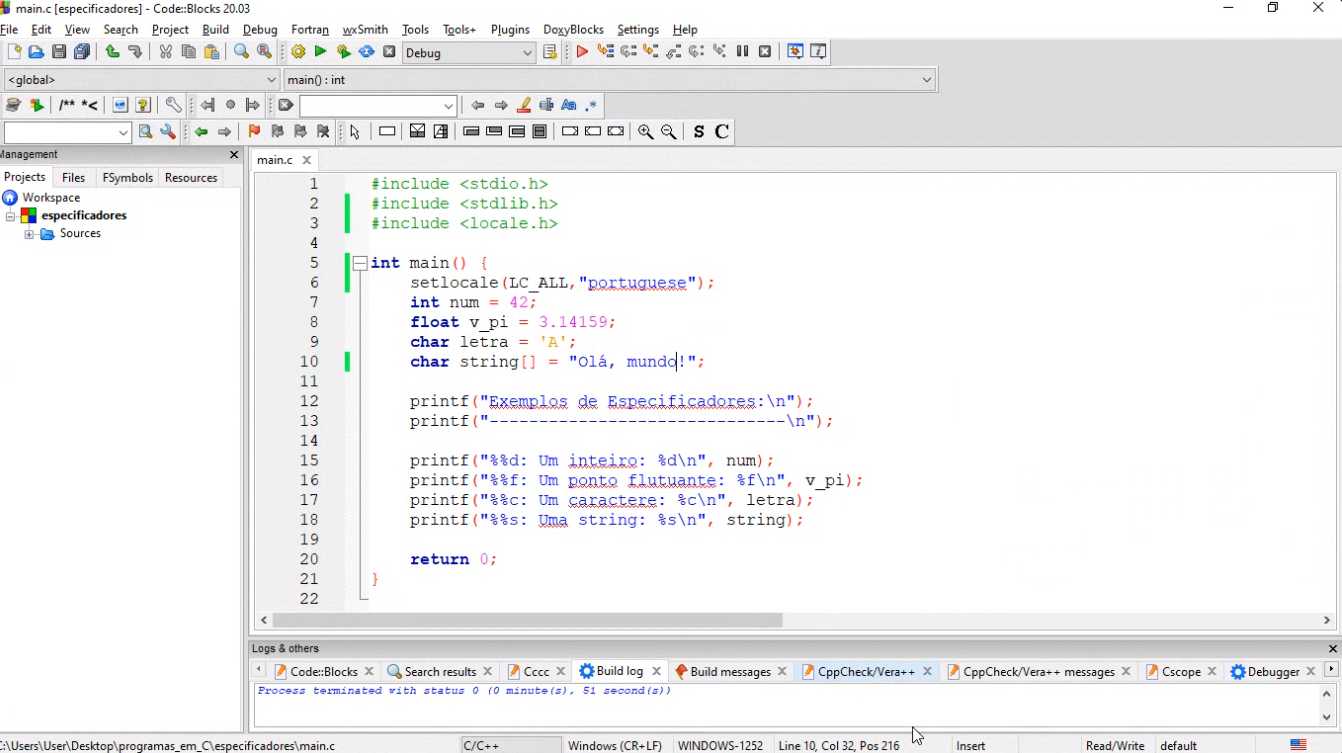 main.c [especificadores] - Code::Blocks 20.03
File Edit View Search Project Build Debug Fortran wxSmith Tools Tools+ Plugins DoxyBlocks Settings Help
Debug
<global> main() : int
/** *< Aa .*
S C
Management
Projects Files FSymbols Resources
Workspace
especificadores
Sources
main.c
1 #include <stdio.h>
2 #include <stdlib.h>
3 #include <locale.h>
4
5 int main() {
6 setlocale(LC_ALL,"portuguese");
7 int num = 42;
8 float v_pi = 3.14159;
9 char letra = 'A';
10 char string[] = "Olá, mundo!";
11
12 printf("Exemplos de Especificadores:\n");
13 printf("------------------------------\n");
14
15 printf("%%d: Um inteiro: %d\n", num);
16 printf("%%f: Um ponto flutuante: %f\n", v_pi);
17 printf("%%c: Um caractere: %c\n", letra);
18 printf("%%s: Uma string: %s\n", string);
19
20 return 0;
21 }
22
Logs & others
Code::Blocks Search results Cccc Build log Build messages CppCheck/Vera++ CppCheck/Vera++ messages Cscope Debugger
Process terminated with status 0 (0 minute(s), 51 second(s))
C:\Users\User\Desktop\programas_em_C\especificadores\main.c C/C++ Windows (CR+LF) WINDOWS-1252 Line 10, Col 32, Pos 216 Insert Read/Write default